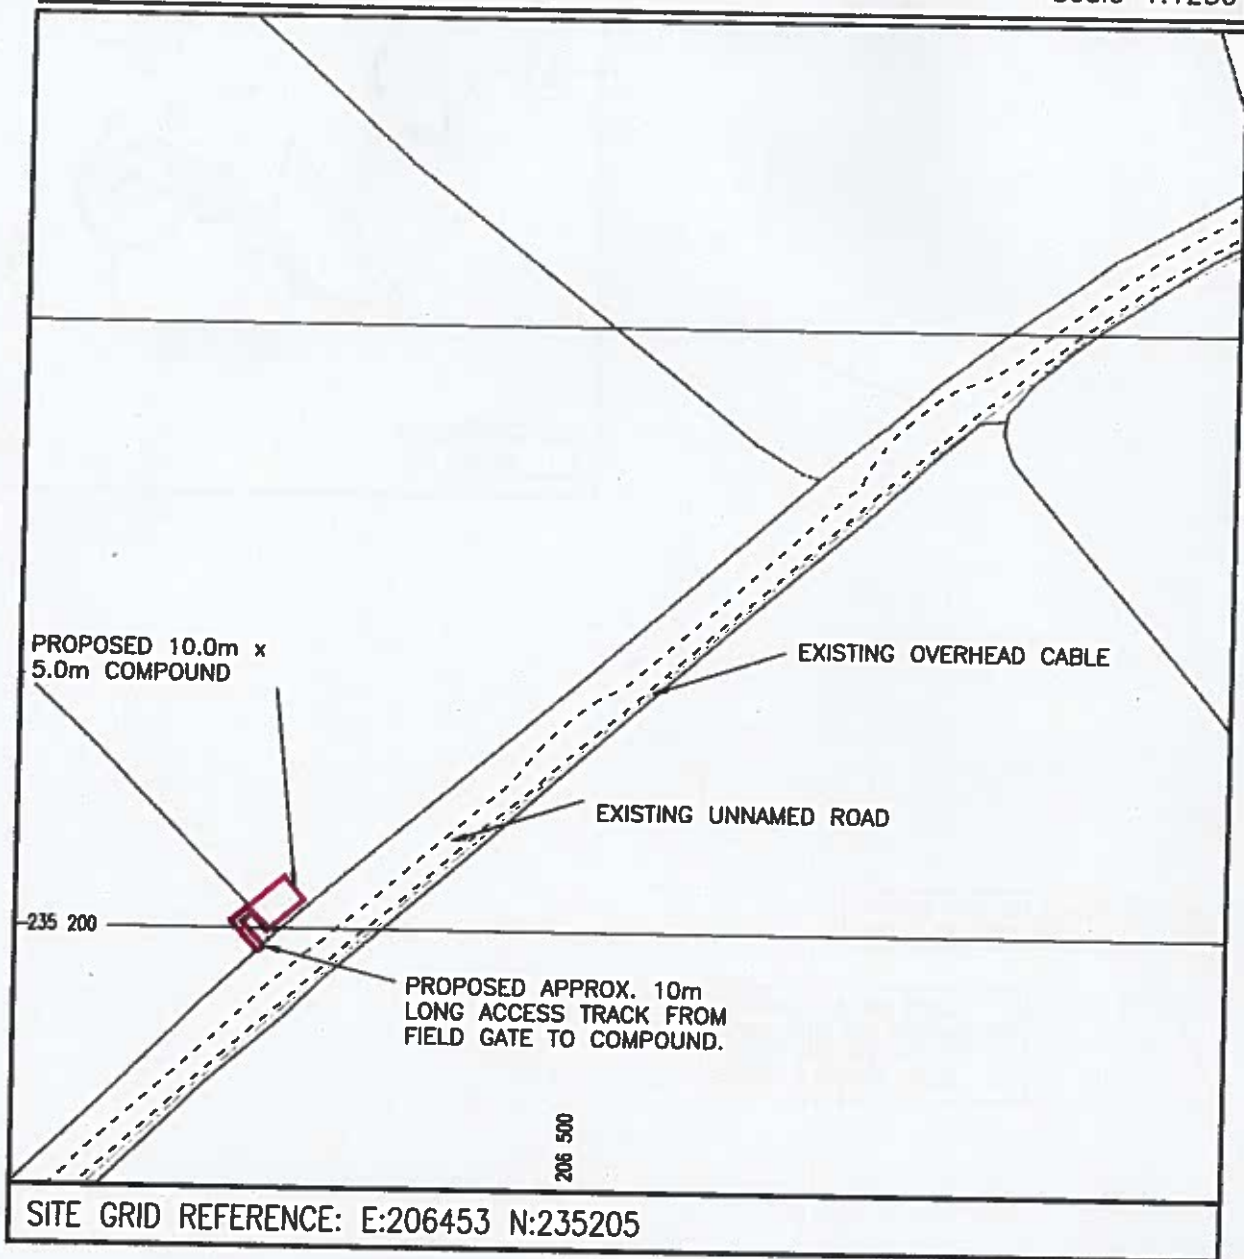 PROPOSED 10.0m x
5.0m COMPOUND
EXISTING OVERHEAD CABLE
EXISTING UNNAMED ROAD
235 200
PROPOSED APPROX. 10m
LONG ACCESS TRACK FROM
FIELD GATE TO COMPOUND.
206 500
SITE GRID REFERENCE: E:206453 N:235205